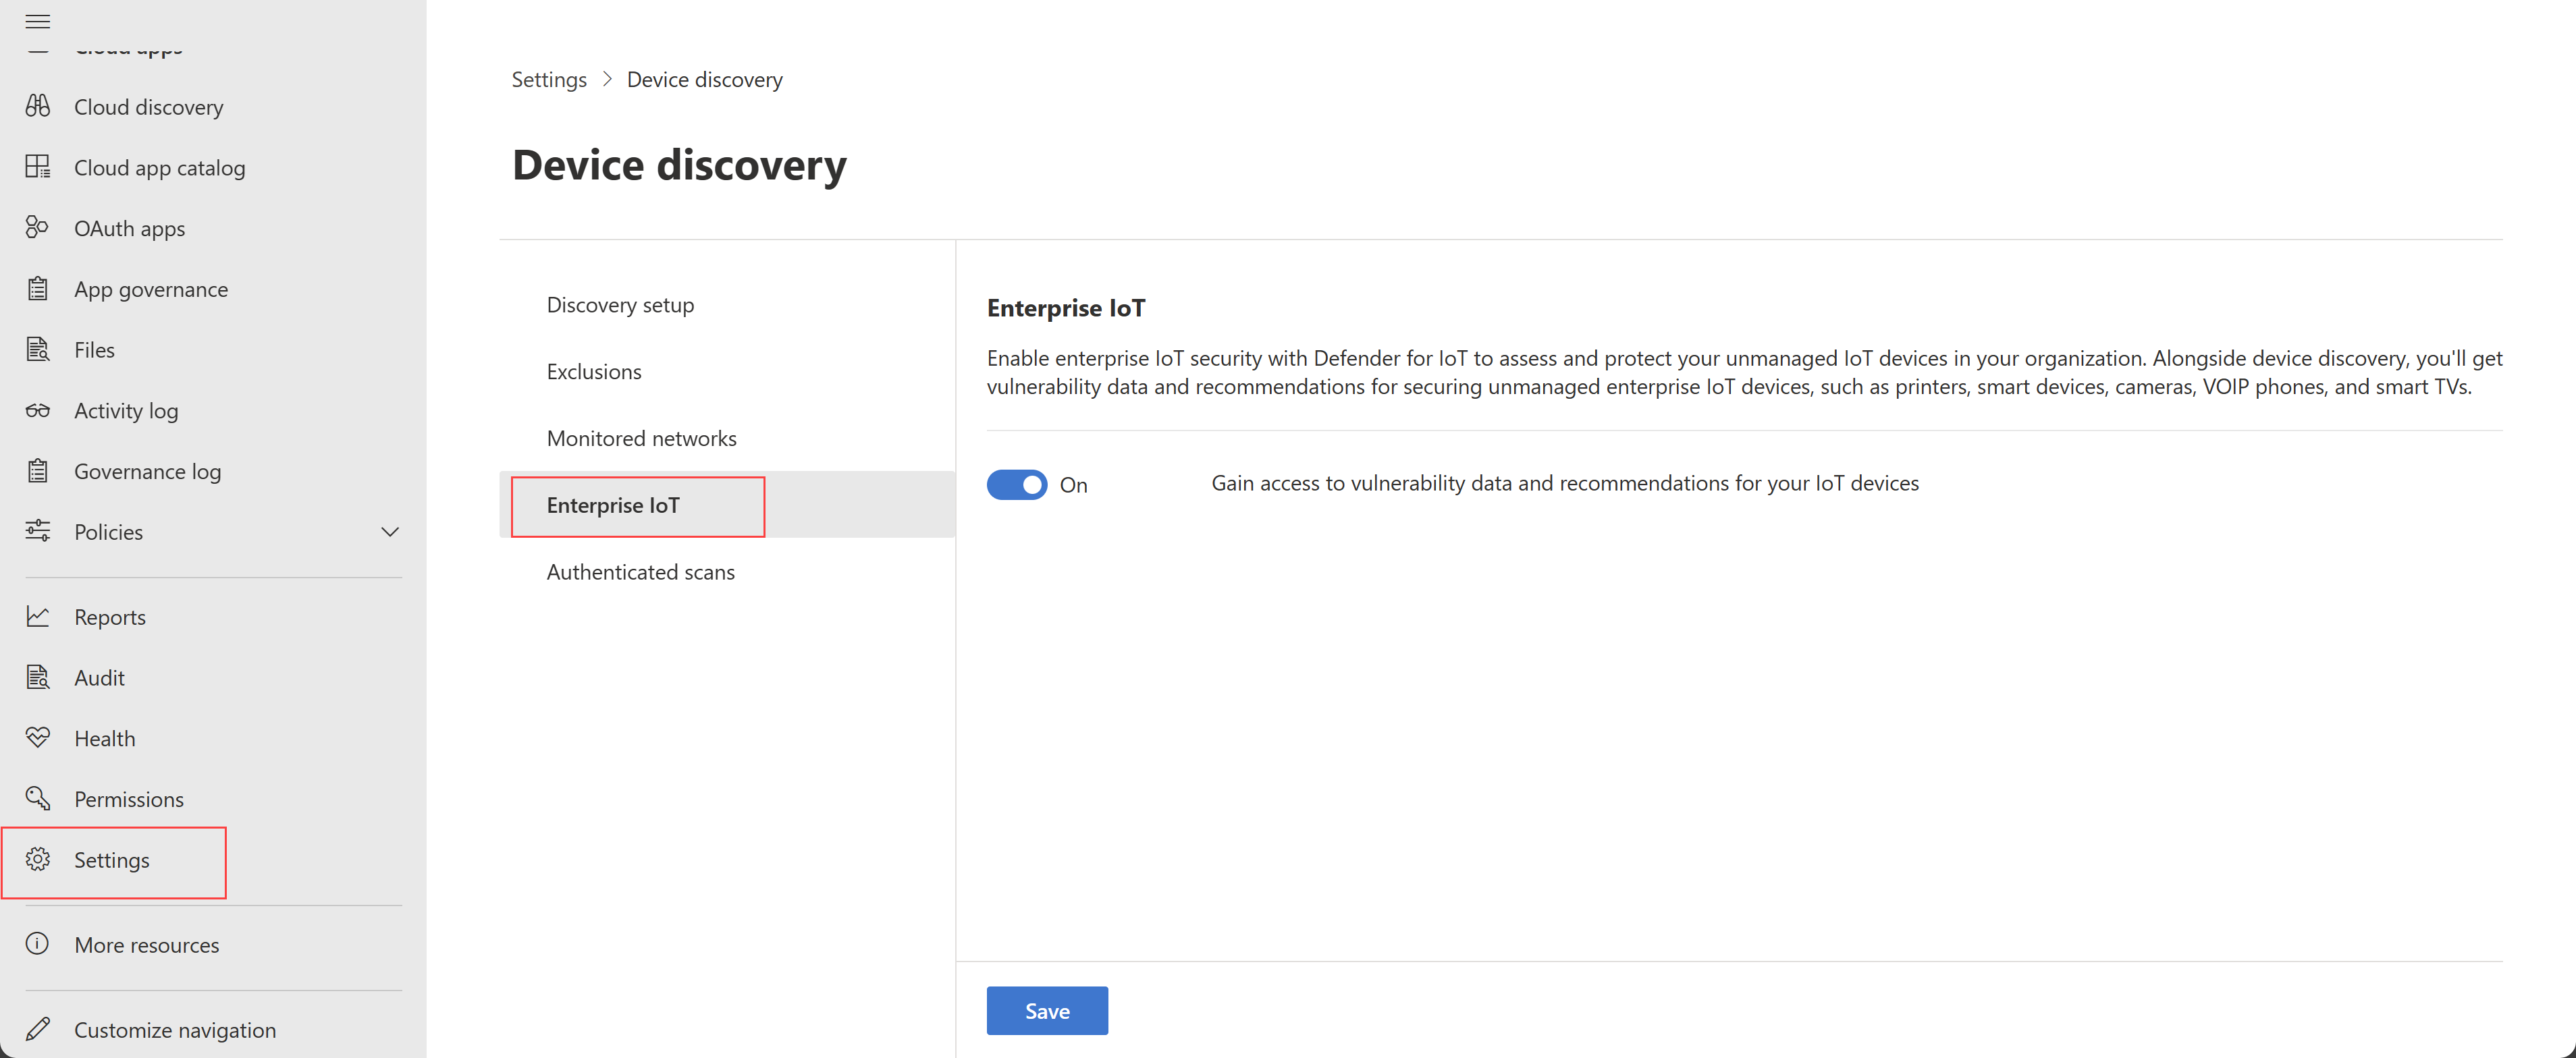 Cloud apps
Cloud discovery
Cloud app catalog
OAuth apps
App governance
Files
Activity log
Governance log
Policies
Reports
Audit
Health
Permissions
Settings
More resources
Customize navigation
Settings > Device discovery
Device discovery
Discovery setup
Exclusions
Monitored networks
Enterprise IoT
Authenticated scans
Enterprise IoT
Enable enterprise IoT security with Defender for IoT to assess and protect your unmanaged IoT devices in your organization. Alongside device discovery, you'll get
vulnerability data and recommendations for securing unmanaged enterprise IoT devices, such as printers, smart devices, cameras, VOIP phones, and smart TVs.
On
Gain access to vulnerability data and recommendations for your IoT devices
Save